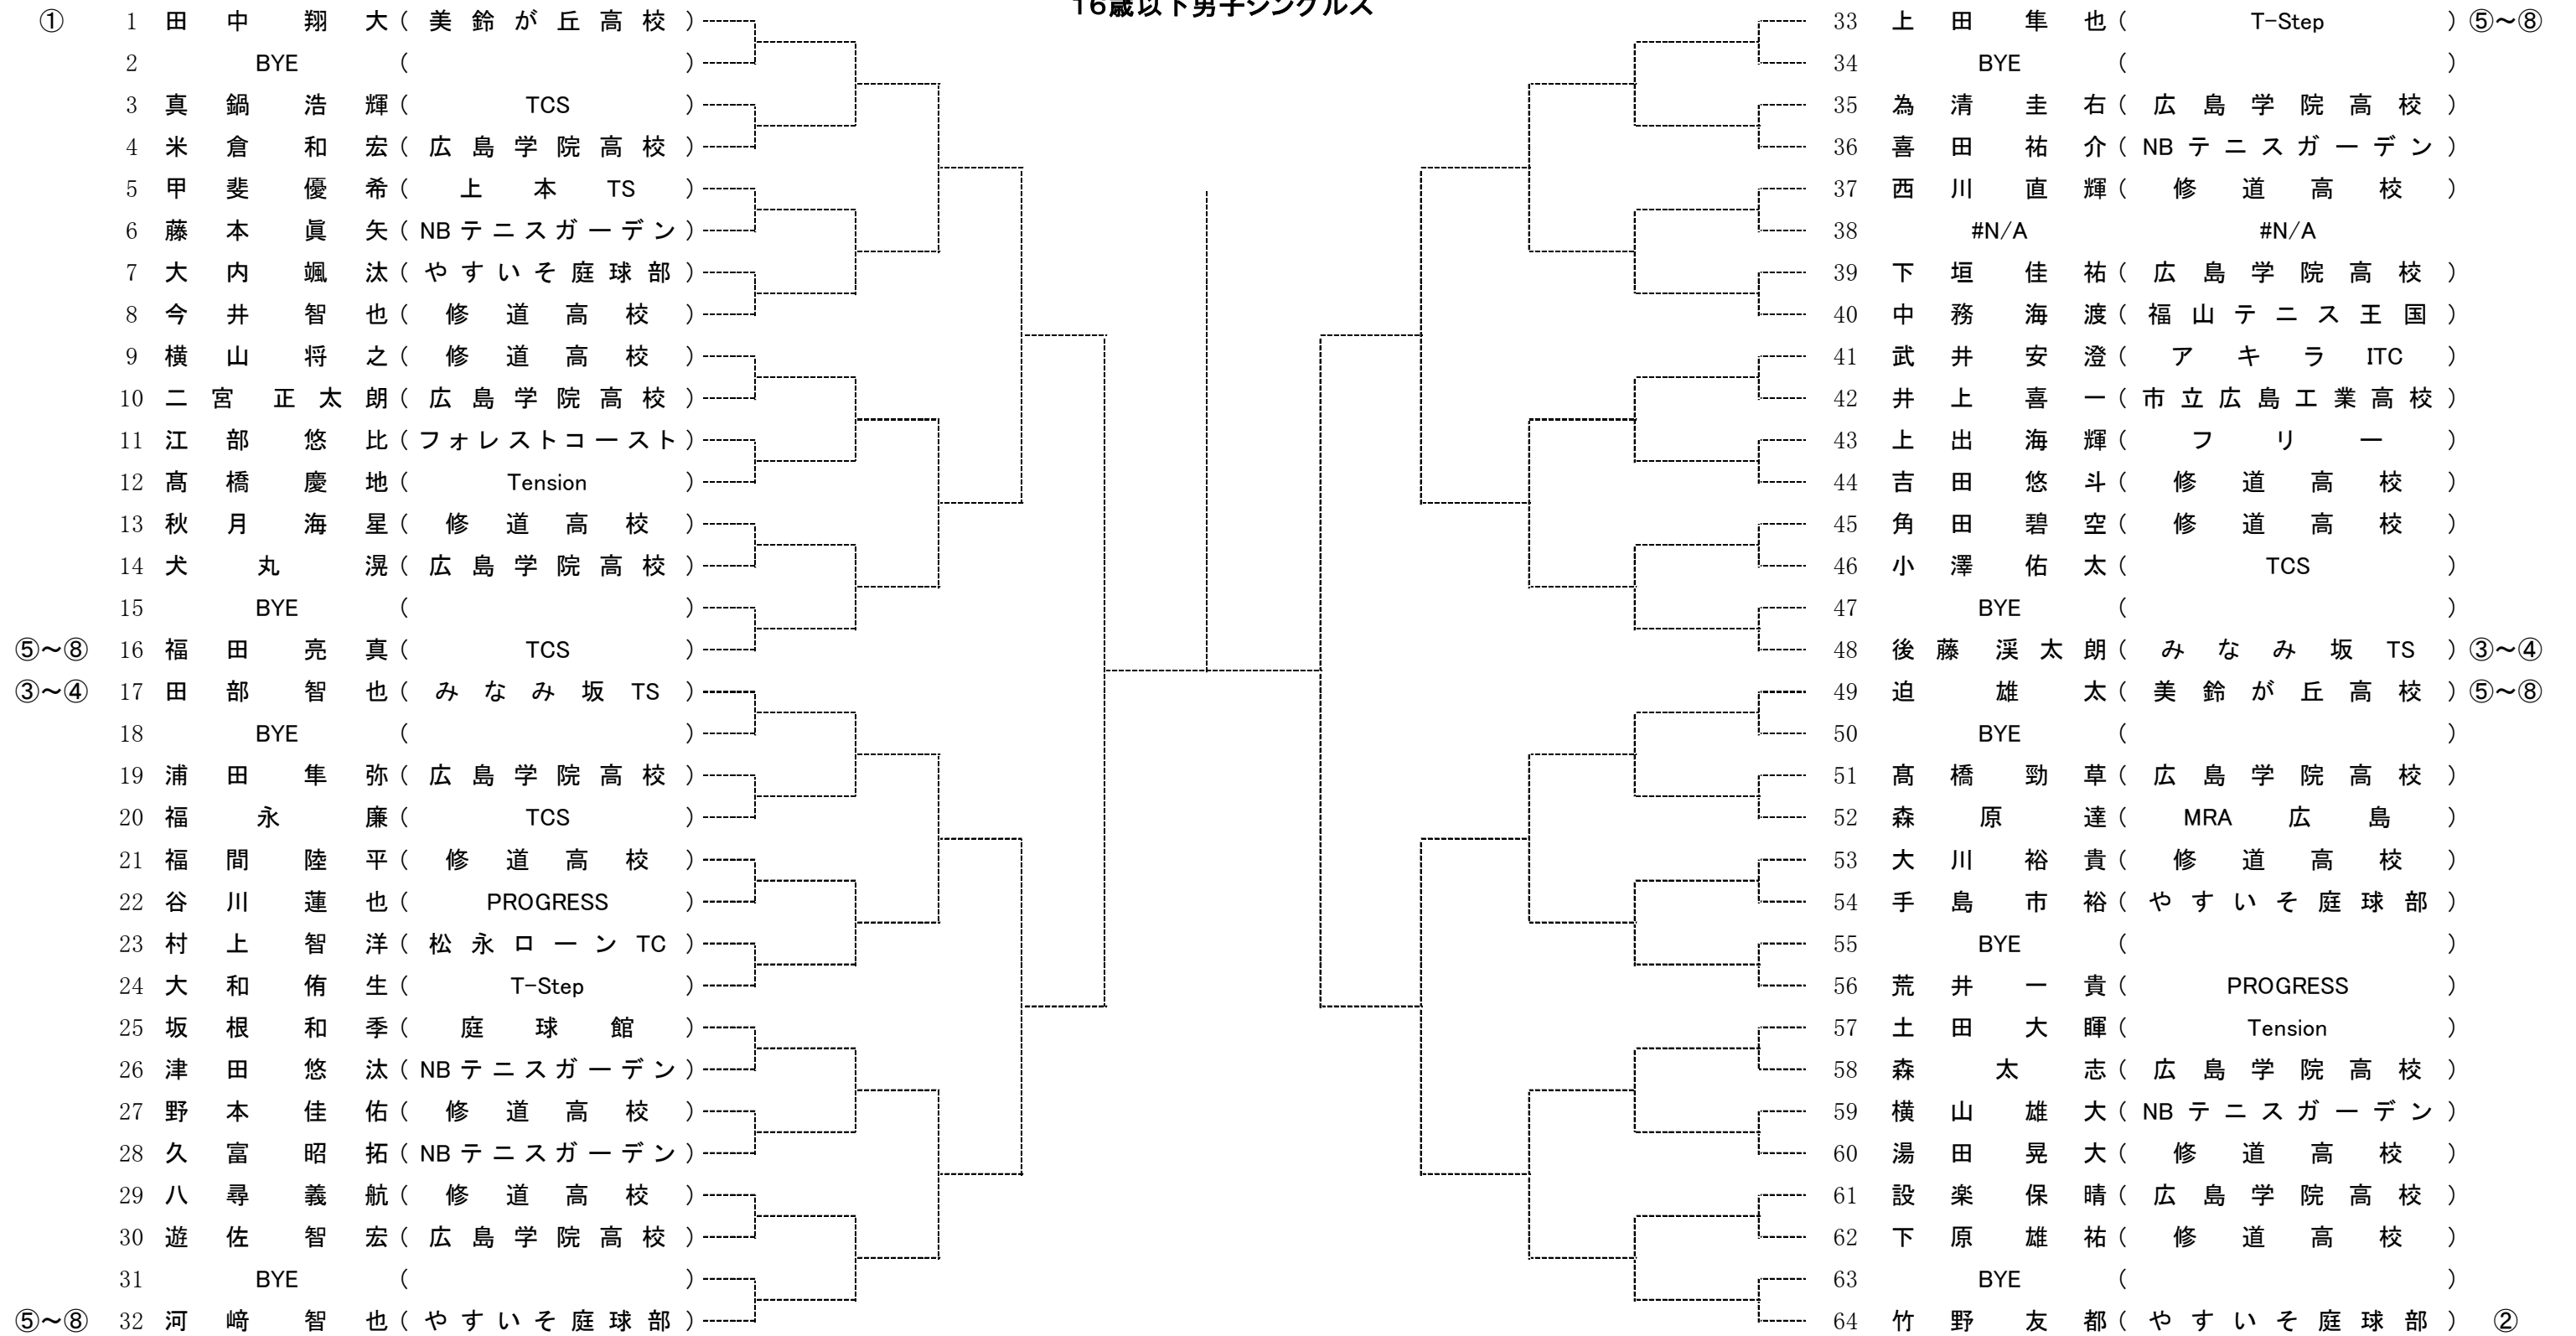 16歳以下男子シングルス
① 1 田中翔大(美鈴が丘高校)
2 BYE ( )
3 真鍋浩輝(TCS)
4 米倉和宏(広島学院高校)
5 甲斐優希(上本TS)
6 藤本眞矢(NBテニスガーデン)
7 大内颯汰(やすいそ庭球部)
8 今井智也(修道高校)
9 横山将之(修道高校)
10 二宮正太朗(広島学院高校)
11 江部悠比(フォレストコースト)
12 髙橋慶地(Tension)
13 秋月海星(修道高校)
14 犬丸滉(広島学院高校)
15 BYE ( )
⑤～⑧ 16 福田亮真(TCS)
③～④ 17 田部智也(みなみ坂TS)
18 BYE ( )
19 浦田隼弥(広島学院高校)
20 福永廉(TCS)
21 福間陸平(修道高校)
22 谷川蓮也(PROGRESS)
23 村上智洋(松永ローンTC)
24 大和侑生(T-Step)
25 坂根和季(庭球館)
26 津田悠汰(NBテニスガーデン)
27 野本佳佑(修道高校)
28 久富昭拓(NBテニスガーデン)
29 八尋義航(修道高校)
30 遊佐智宏(広島学院高校)
31 BYE ( )
⑤～⑧ 32 河﨑智也(やすいそ庭球部)
33 上田隼也(T-Step) ⑤～⑧
34 BYE ( )
35 為清圭右(広島学院高校)
36 喜田祐介(NBテニスガーデン)
37 西川直輝(修道高校)
38 #N/A #N/A
39 下垣佳祐(広島学院高校)
40 中務海渡(福山テニス王国)
41 武井安澄(アキラITC)
42 井上喜一(市立広島工業高校)
43 上出海輝(フリー)
44 吉田悠斗(修道高校)
45 角田碧空(修道高校)
46 小澤佑太(TCS)
47 BYE ( )
48 後藤渓太朗(みなみ坂TS) ③～④
49 迫雄太(美鈴が丘高校) ⑤～⑧
50 BYE ( )
51 髙橋勁草(広島学院高校)
52 森原達(MRA広島)
53 大川裕貴(修道高校)
54 手島市裕(やすいそ庭球部)
55 BYE ( )
56 荒井一貴(PROGRESS)
57 土田大暉(Tension)
58 森太志(広島学院高校)
59 横山雄大(NBテニスガーデン)
60 湯田晃大(修道高校)
61 設楽保晴(広島学院高校)
62 下原雄祐(修道高校)
63 BYE ( )
64 竹野友都(やすいそ庭球部) ②